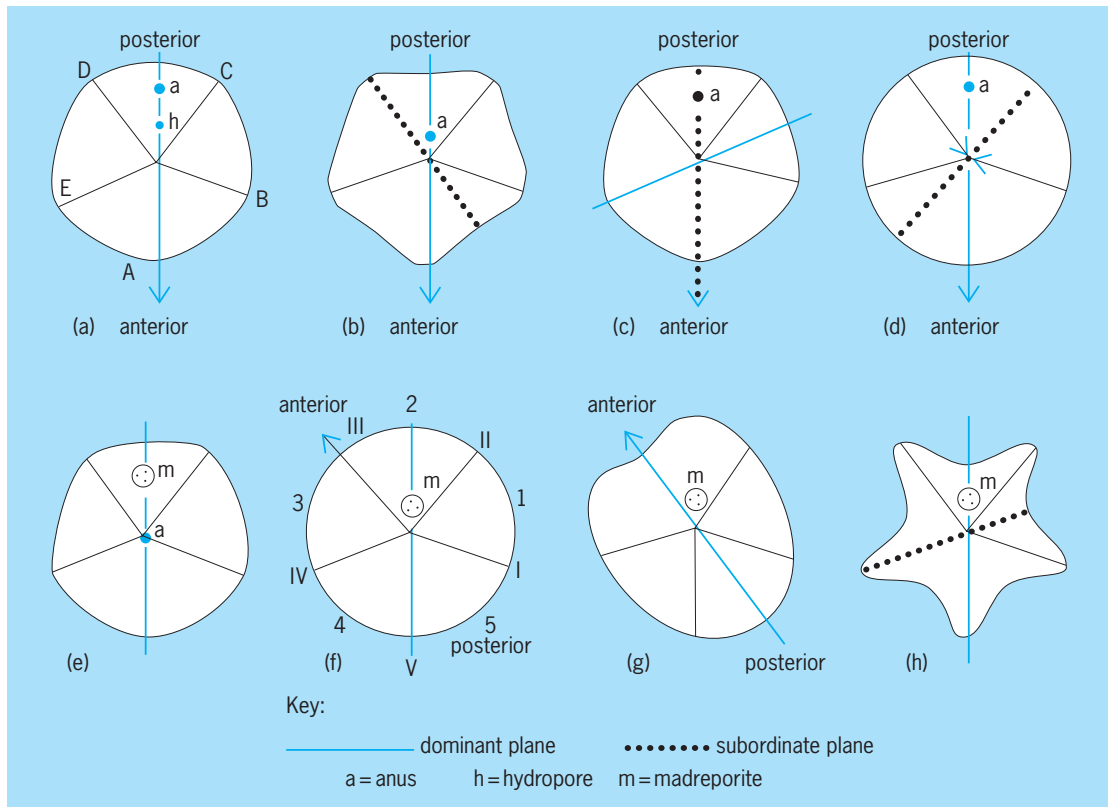 posterior posterior posterior posterior
D C
a
h
E
B
A
a
a
a
(a) anterior (b) anterior (c) anterior (d) anterior
m
a
(e)
anterior
2
III II
m
3 1
IV I
4 5
posterior
V
(f)
anterior
m
(g) posterior
m
(h)
Key:
dominant plane subordinate plane
a = anus h = hydropore m = madreporite